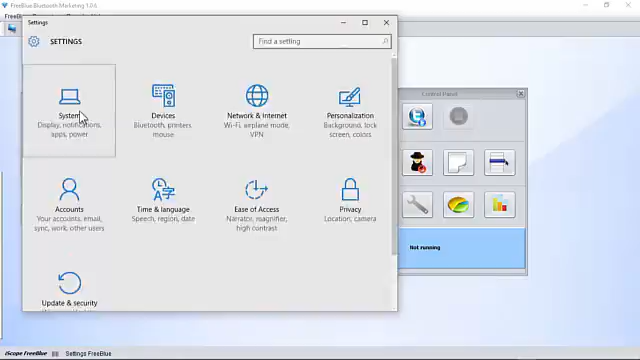 FreeBlue Bluetooth Marketing 1.0.6
Settings
SETTINGS
Find a setting
System
Display, notifications,
apps, power
Devices
Bluetooth, printers,
mouse
Network & Internet
Wi-Fi, airplane mode,
VPN
Personalization
Background, lock
screen, colors
Accounts
Your accounts, email,
sync, work, other users
Time & language
Speech, region, date
Ease of Access
Narrator, magnifier,
high contrast
Privacy
Location, camera
Update & security
Control Panel
Not running
iScope FreeBlue
Settings FreeBlue